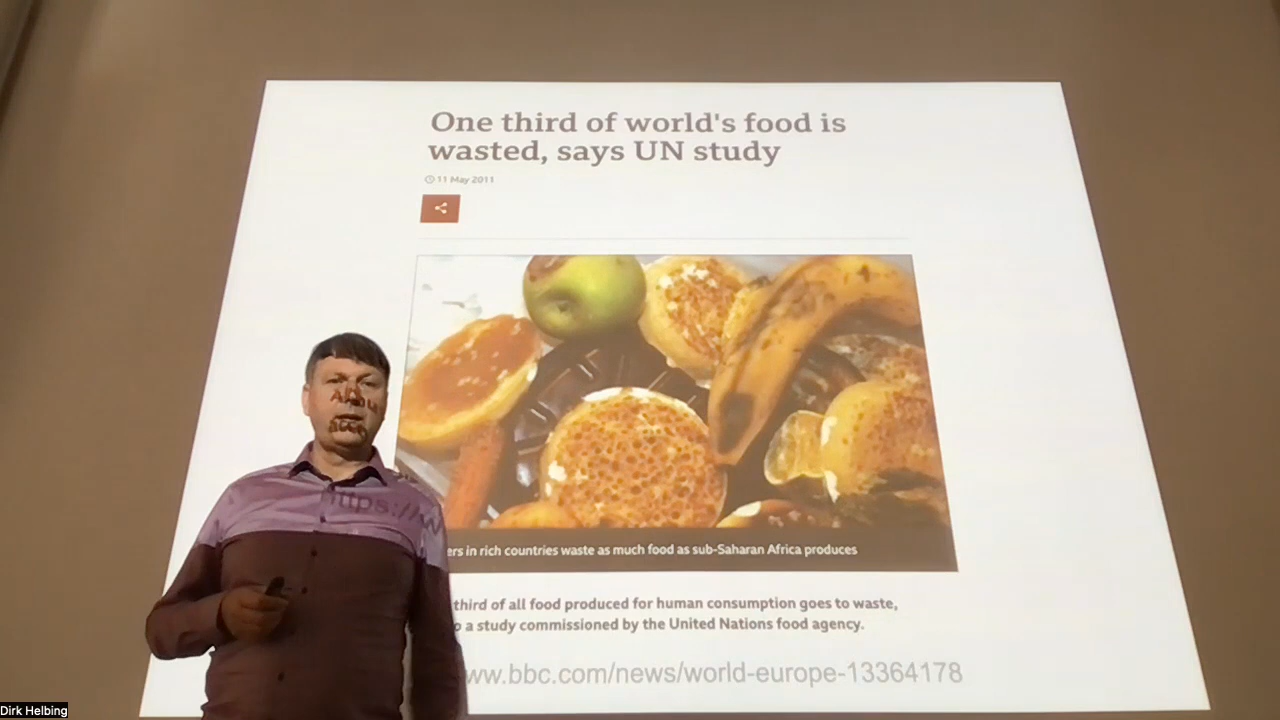 One third of world's food is
wasted, says UN study
11 May 2011
ers in rich countries waste as much food as sub-Saharan Africa produces
third of all food produced for human consumption goes to waste,
o a study commissioned by the United Nations food agency.
https://w
ww.bbc.com/news/world-europe-13364178
Dirk Helbing